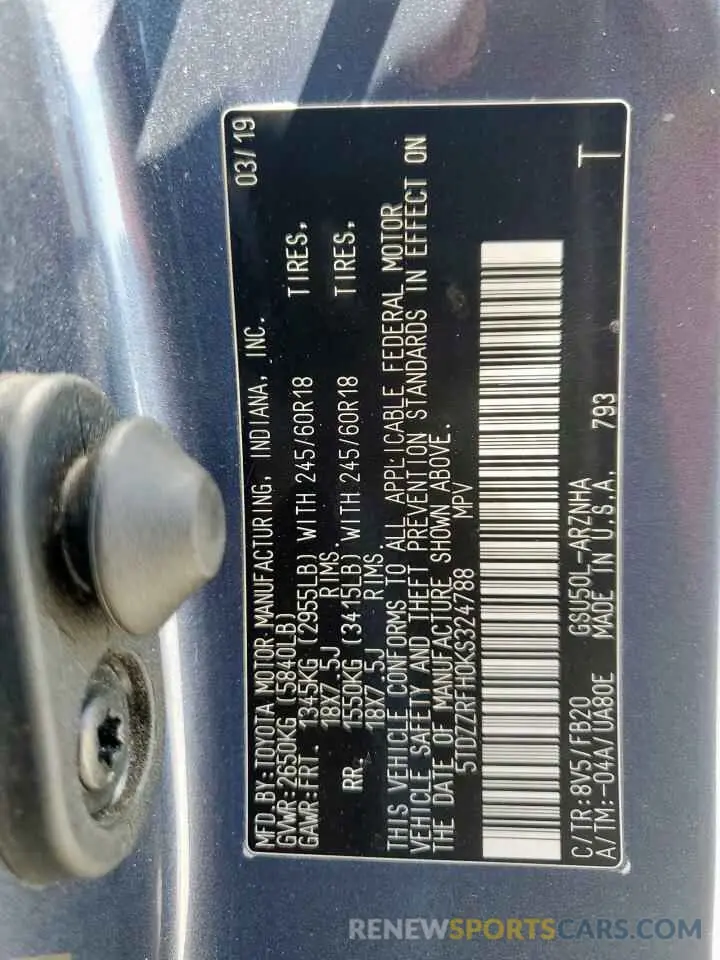 MFD.BY:TOYOTA MOTOR MANUFACTURING, INDIANA, INC. 03/19
GVWR:2650KG (5840LB)
GAWR:FRT. 1345KG (2955LB) WITH 245/60R18 TIRES,
18X7.5J RIMS,
RR. 1550KG (3415LB) WITH 245/60R18 TIRES,
18X7.5J RIMS.
THIS VEHICLE CONFORMS TO ALL APPLICABLE FEDERAL MOTOR
VEHICLE SAFETY AND THEFT PREVENTION STANDARDS IN EFFECT ON
THE DATE OF MANUFACTURE SHOWN ABOVE.
5TDZZRFH0KS324788 MPV
T
C/TR:8V5/FB20 GSU50L-ARZNHA
A/TM:-04A/UA80E MADE IN U.S.A. 793
RENEWSPORTSCARS.COM